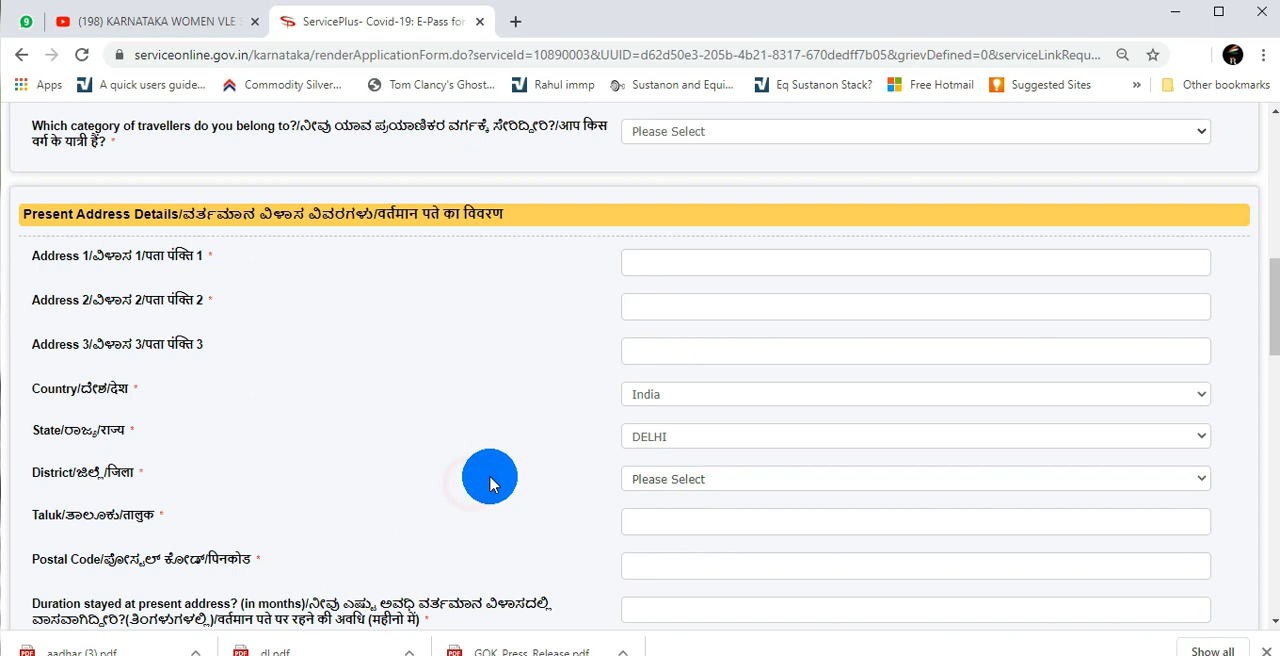 9
(198) KARNATAKA WOMEN VLE
ServicePlus- Covid-19: E-Pass for
serviceonline.gov.in/karnataka/renderApplicationForm.do?serviceId=10890003&UUID=d62d50e3-205b-4b21-8317-670dedff7b05&grievDefined=0&serviceLinkRequ...
Apps
A quick users guide...
Commodity Silver...
Tom Clancy's Ghost...
Rahul immp
Sustanon and Equi...
Eq Sustanon Stack?
Free Hotmail
Suggested Sites
»
Other bookmarks
Which category of travellers do you belong to?/ನೀವು ಯಾವ ಪ್ರಯಾಣಿಕರ ವರ್ಗಕ್ಕೆ ಸೇರಿದ್ದೀರಿ?/आप किस
वर्ग के यात्री हैं? *
Please Select
Present Address Details/ವರ್ತಮಾನ ವಿಳಾಸ ವಿವರಗಳು/वर्तमान पते का विवरण
Address 1/ವಿಳಾಸ 1/पता पंक्ति 1 *
Address 2/ವಿಳಾಸ 2/पता पंक्ति 2 *
Address 3/ವಿಳಾಸ 3/पता पंक्ति 3
Country/ದೇಶ/देश *
India
State/ರಾಜ್ಯ/राज्य *
DELHI
District/ಜಿಲ್ಲೆ/जिला *
Please Select
Taluk/ತಾಲೂಕು/तालुक *
Postal Code/ಪೋಸ್ಟಲ್ ಕೋಡ್/पिनकोड *
Duration stayed at present address? (in months)/ನೀವು ಎಷ್ಟು ಅವಧಿ ವರ್ತಮಾನ ವಿಳಾಸದಲ್ಲಿ
ವಾಸವಾಗಿದ್ದೀರಿ?(ತಿಂಗಳುಗಳಲ್ಲಿ)/वर्तमान पते पर रहने की अवधि (महीनो में) *
aadhar (3).pdf
dl.pdf
GOK_Press_Release.pdf
Show all